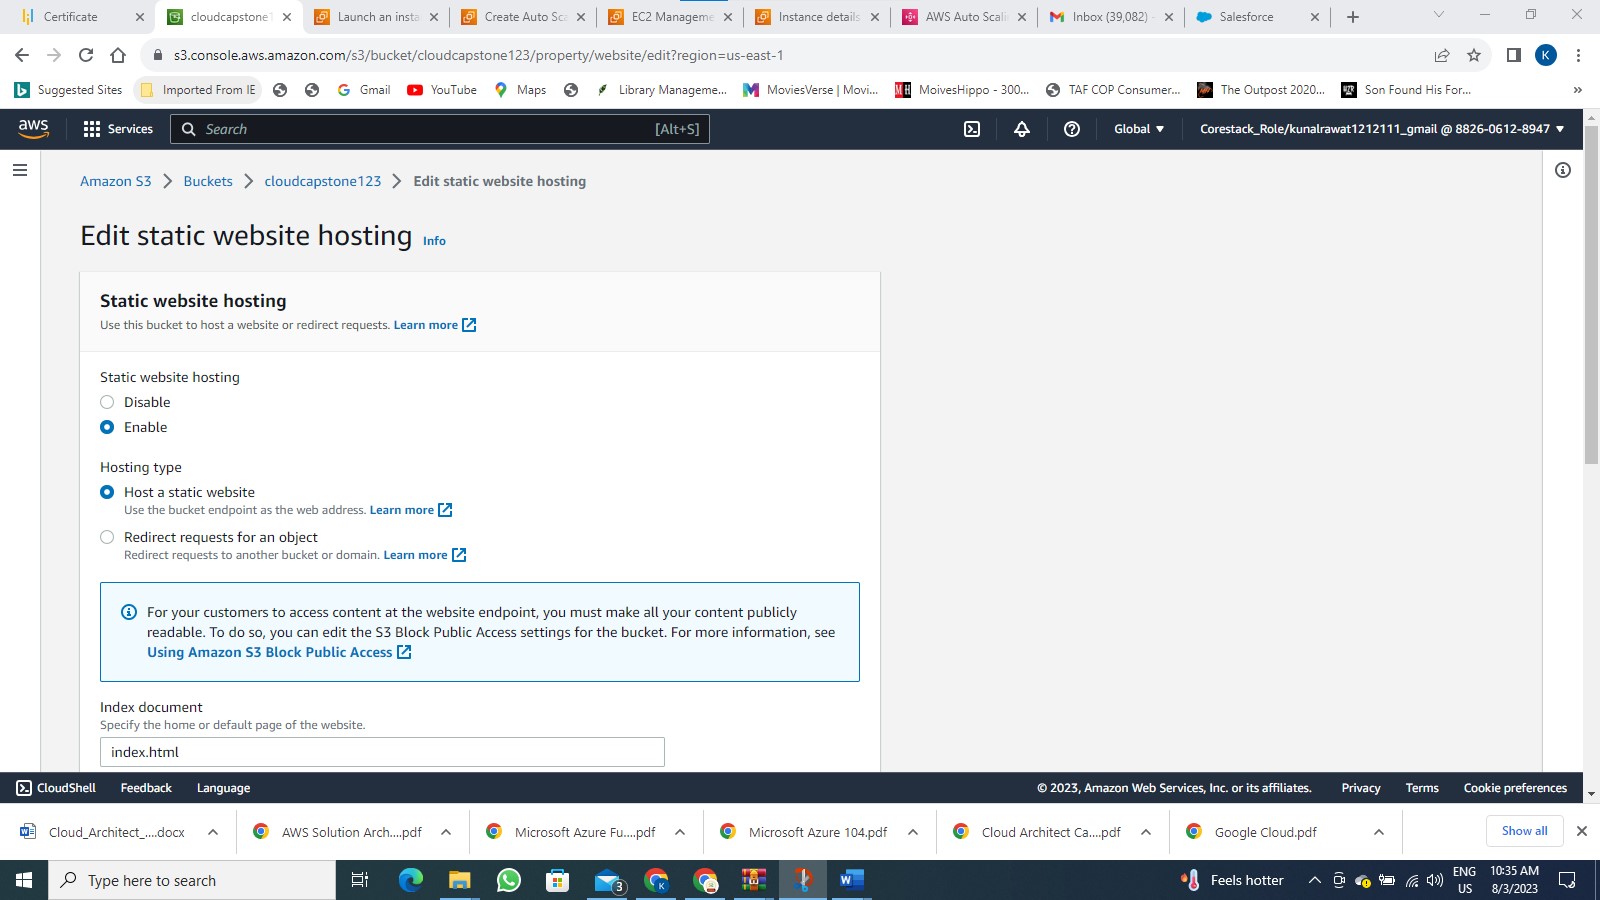 Certificate
cloudcapstone1
Launch an insta
Create Auto Sca
EC2 Manageme
Instance details
AWS Auto Scali
Inbox (39,082) -
Salesforce
s3.console.aws.amazon.com/s3/bucket/cloudcapstone123/property/website/edit?region=us-east-1
K
Suggested Sites
Imported From IE
Gmail
YouTube
Maps
Library Manageme...
MoviesVerse | Movi...
MoivesHippo - 300...
TAF COP Consumer...
The Outpost 2020...
Son Found His For...
aws
Services
Search
[Alt+S]
Global
Corestack_Role/kunalrawat1212111_gmail @ 8826-0612-8947
Amazon S3 > Buckets > cloudcapstone123 > Edit static website hosting
Edit static website hosting Info
Static website hosting
Use this bucket to host a website or redirect requests. Learn more
Static website hosting
Disable
Enable
Hosting type
Host a static website
Use the bucket endpoint as the web address. Learn more
Redirect requests for an object
Redirect requests to another bucket or domain. Learn more
For your customers to access content at the website endpoint, you must make all your content publicly
readable. To do so, you can edit the S3 Block Public Access settings for the bucket. For more information, see
Using Amazon S3 Block Public Access
Index document
Specify the home or default page of the website.
index.html
CloudShell
Feedback
Language
© 2023, Amazon Web Services, Inc. or its affiliates.
Privacy
Terms
Cookie preferences
Cloud_Architect_....docx
AWS Solution Arch....pdf
Microsoft Azure Fu....pdf
Microsoft Azure 104.pdf
Cloud Architect Ca....pdf
Google Cloud.pdf
Show all
Type here to search
3
K
W
Feels hotter
ENG
US
10:35 AM
8/3/2023